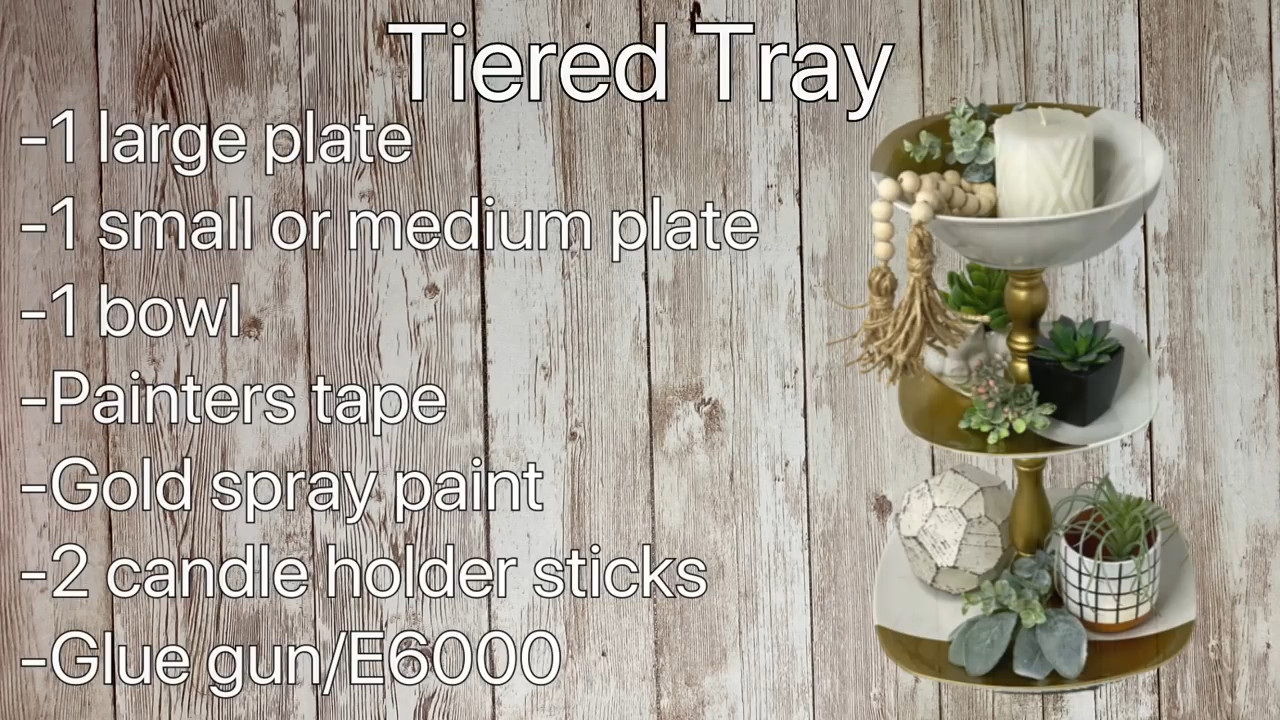 Tiered Tray
-1 large plate
-1 small or medium plate
-1 bowl
-Painters tape
-Gold spray paint
-2 candle holder sticks
-Glue gun/E6000